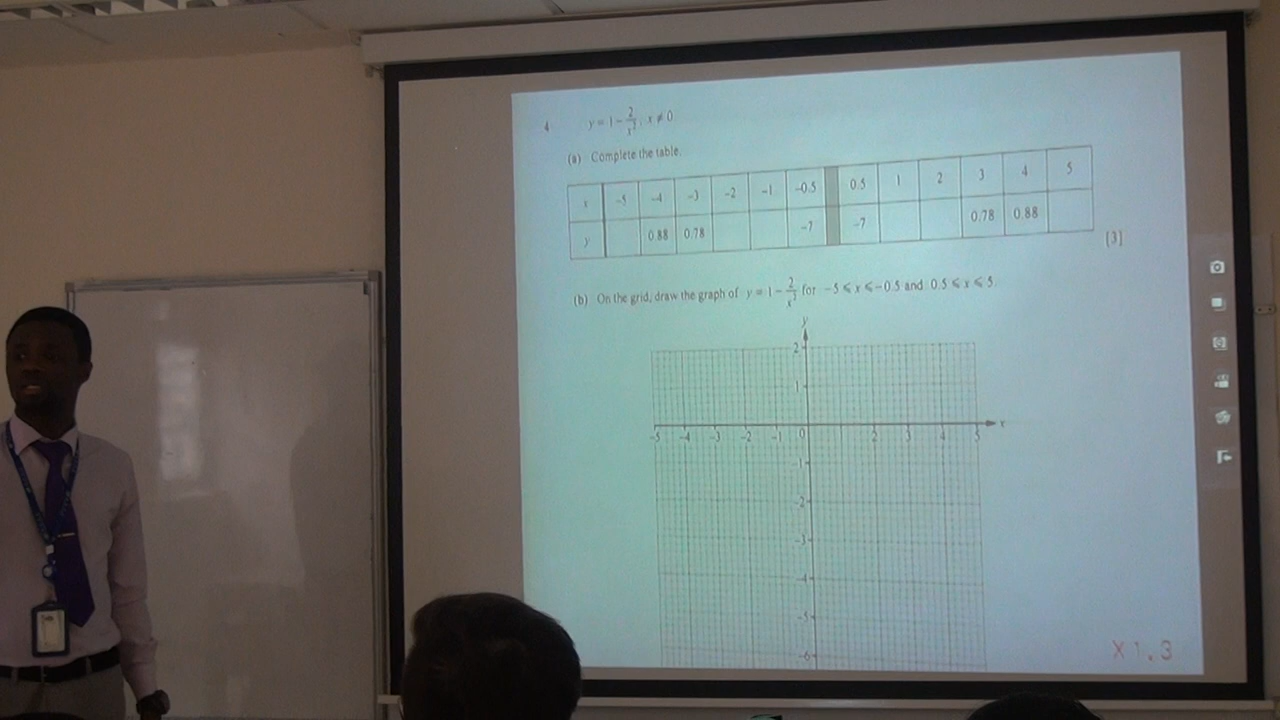 4 y = 1 - 2/x², x ≠ 0
(a) Complete the table.
x -5 -4 -3 -2 -1 -0.5 0.5 1 2 3 4 5
y 0.88 0.78 -7 -7 0.78 0.88
[3]
(b) On the grid, draw the graph of y = 1 - 2/x² for -5 ⩽ x ⩽ -0.5 and 0.5 ⩽ x ⩽ 5.
y
2
1
-5 -4 -3 -2 -1 0 2 3 4 5 x
-1
-2
-3
-4
-5
-6
X1.3